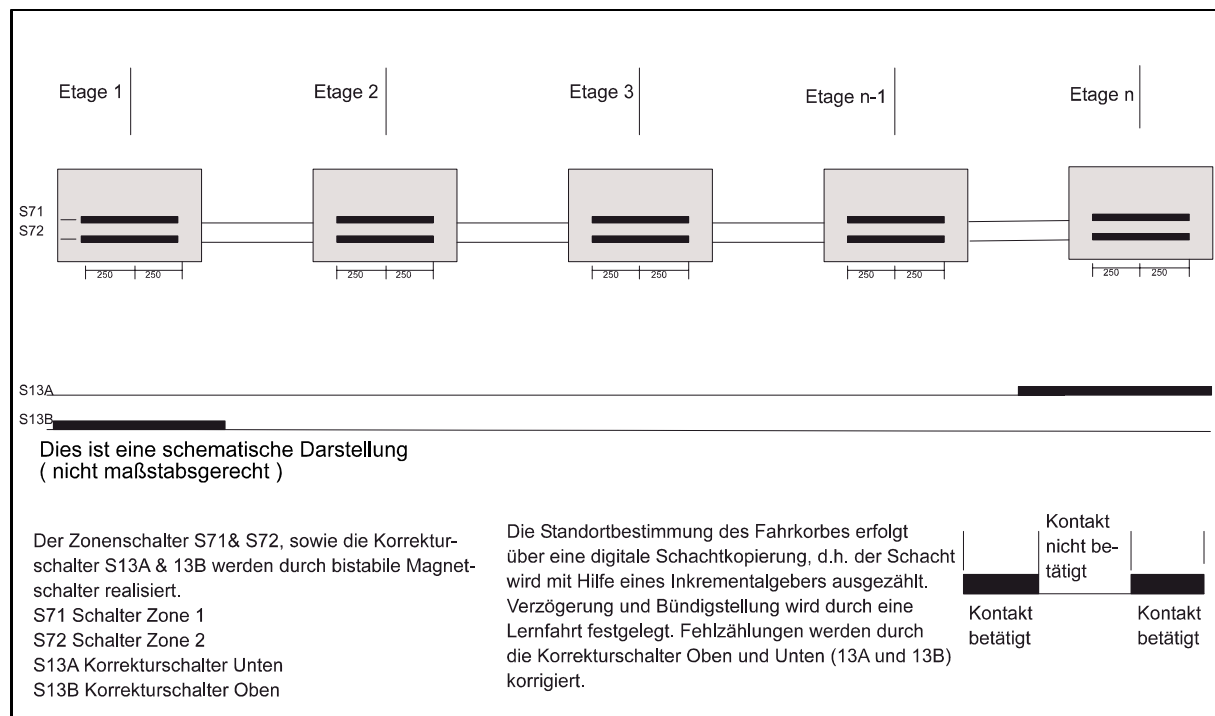 Etage 1
Etage 2
Etage 3
Etage n-1
Etage n
S71
S72
250 250
250 250
250 250
250 250
250 250
S13A
S13B
Dies ist eine schematische Darstellung
( nicht maßstabsgerecht )
Der Zonenschalter S71& S72, sowie die Korrektur-
schalter S13A & 13B werden durch bistabile Magnet-
schalter realisiert.
S71 Schalter Zone 1
S72 Schalter Zone 2
S13A Korrekturschalter Unten
S13B Korrekturschalter Oben
Die Standortbestimmung des Fahrkorbes erfolgt
über eine digitale Schachtkopierung, d.h. der Schacht
wird mit Hilfe eines Inkrementalgebers ausgezählt.
Verzögerung und Bündigstellung wird durch eine
Lernfahrt festgelegt. Fehlzählungen werden durch
die Korrekturschalter Oben und Unten (13A und 13B)
korrigiert.
Kontakt
nicht be-
tätigt
Kontakt
betätigt
Kontakt
betätigt